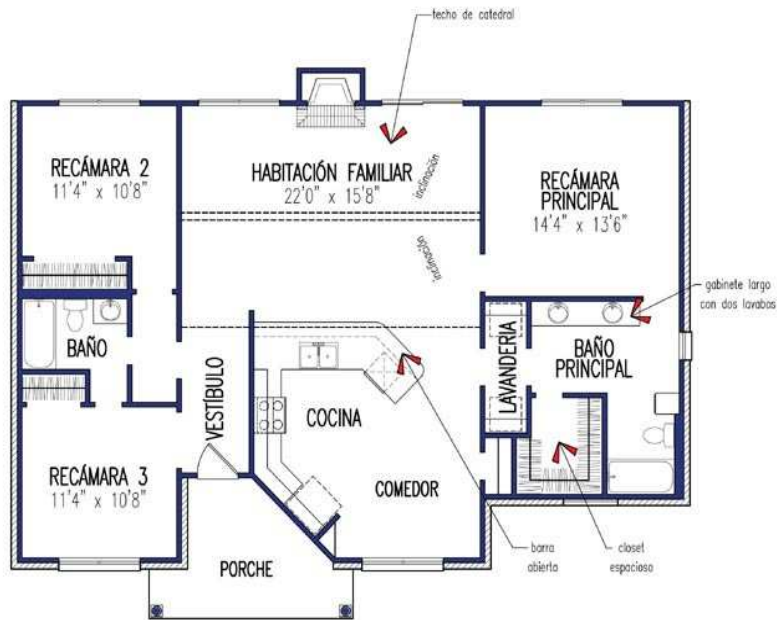 techo de catedral
RECÁMARA 2
11'4" x 10'8"
HABITACIÓN FAMILIAR
22'0" x 15'8"
inclinación
inclinación
RECÁMARA
PRINCIPAL
14'4" x 13'6"
gabinete largo
con dos lavabos
BAÑO
VESTÍBULO
COCINA
LAVANDERÍA
BAÑO
PRINCIPAL
RECÁMARA 3
11'4" x 10'8"
COMEDOR
PORCHE
barra
abierta
closet
espacioso